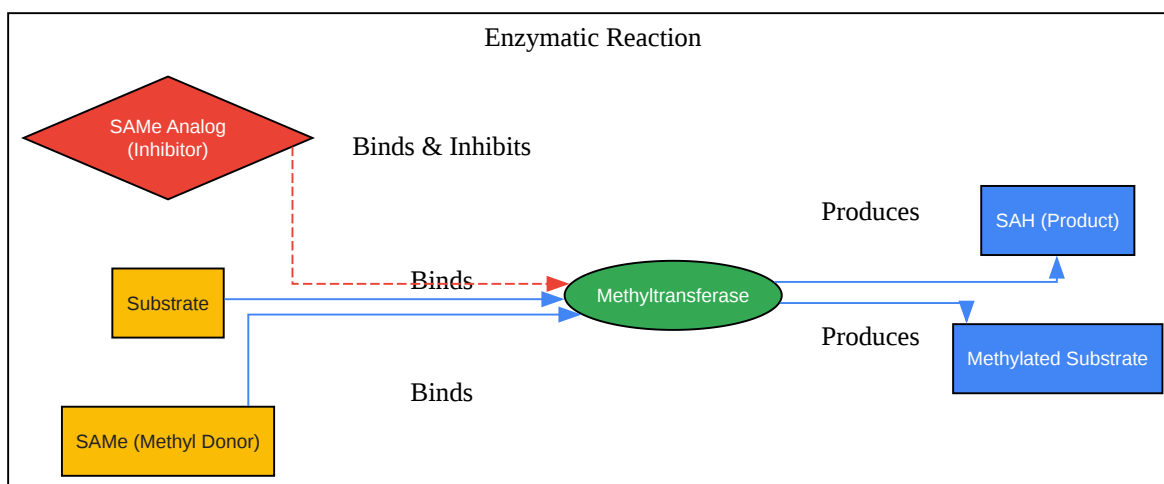 Enzymatic Reaction
SAMe Analog
(Inhibitor)
Binds & Inhibits
Produces
SAH (Product)
Binds
Substrate
Methyltransferase
Produces
Methylated Substrate
Binds
SAMe (Methyl Donor)